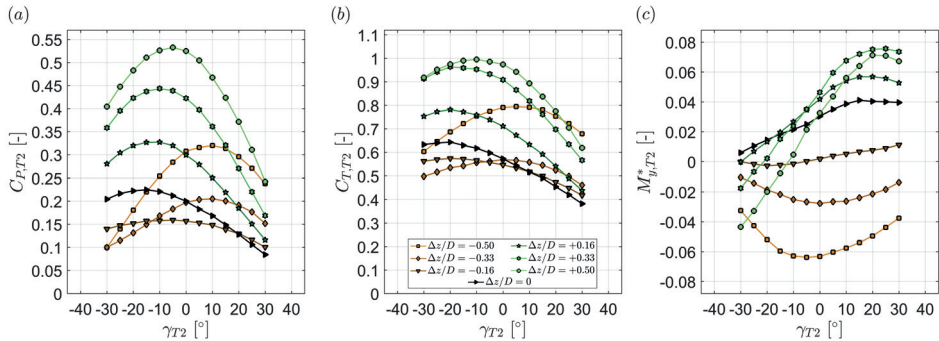 (a)
0.55
0.5
0.45
0.4
0.35
0.3
0.25
0.2
0.15
0.1
0.05
0
C_{P,T2} [-]
-40 -30 -20 -10 0 10 20 30 40
γ_{T2} [°]
(b)
1.1
1
0.9
0.8
0.7
0.6
0.5
0.4
0.3
0.2
0.1
0
C_{T,T2} [-]
Δz/D = −0.50
Δz/D = −0.33
Δz/D = −0.16
Δz/D = +0.16
Δz/D = +0.33
Δz/D = +0.50
Δz/D = 0
-40 -30 -20 -10 0 10 20 30 40
γ_{T2} [°]
(c)
0.08
0.06
0.04
0.02
0
-0.02
-0.04
-0.06
-0.08
M*_{y,T2} [-]
-40 -30 -20 -10 0 10 20 30 40
γ_{T2} [°]